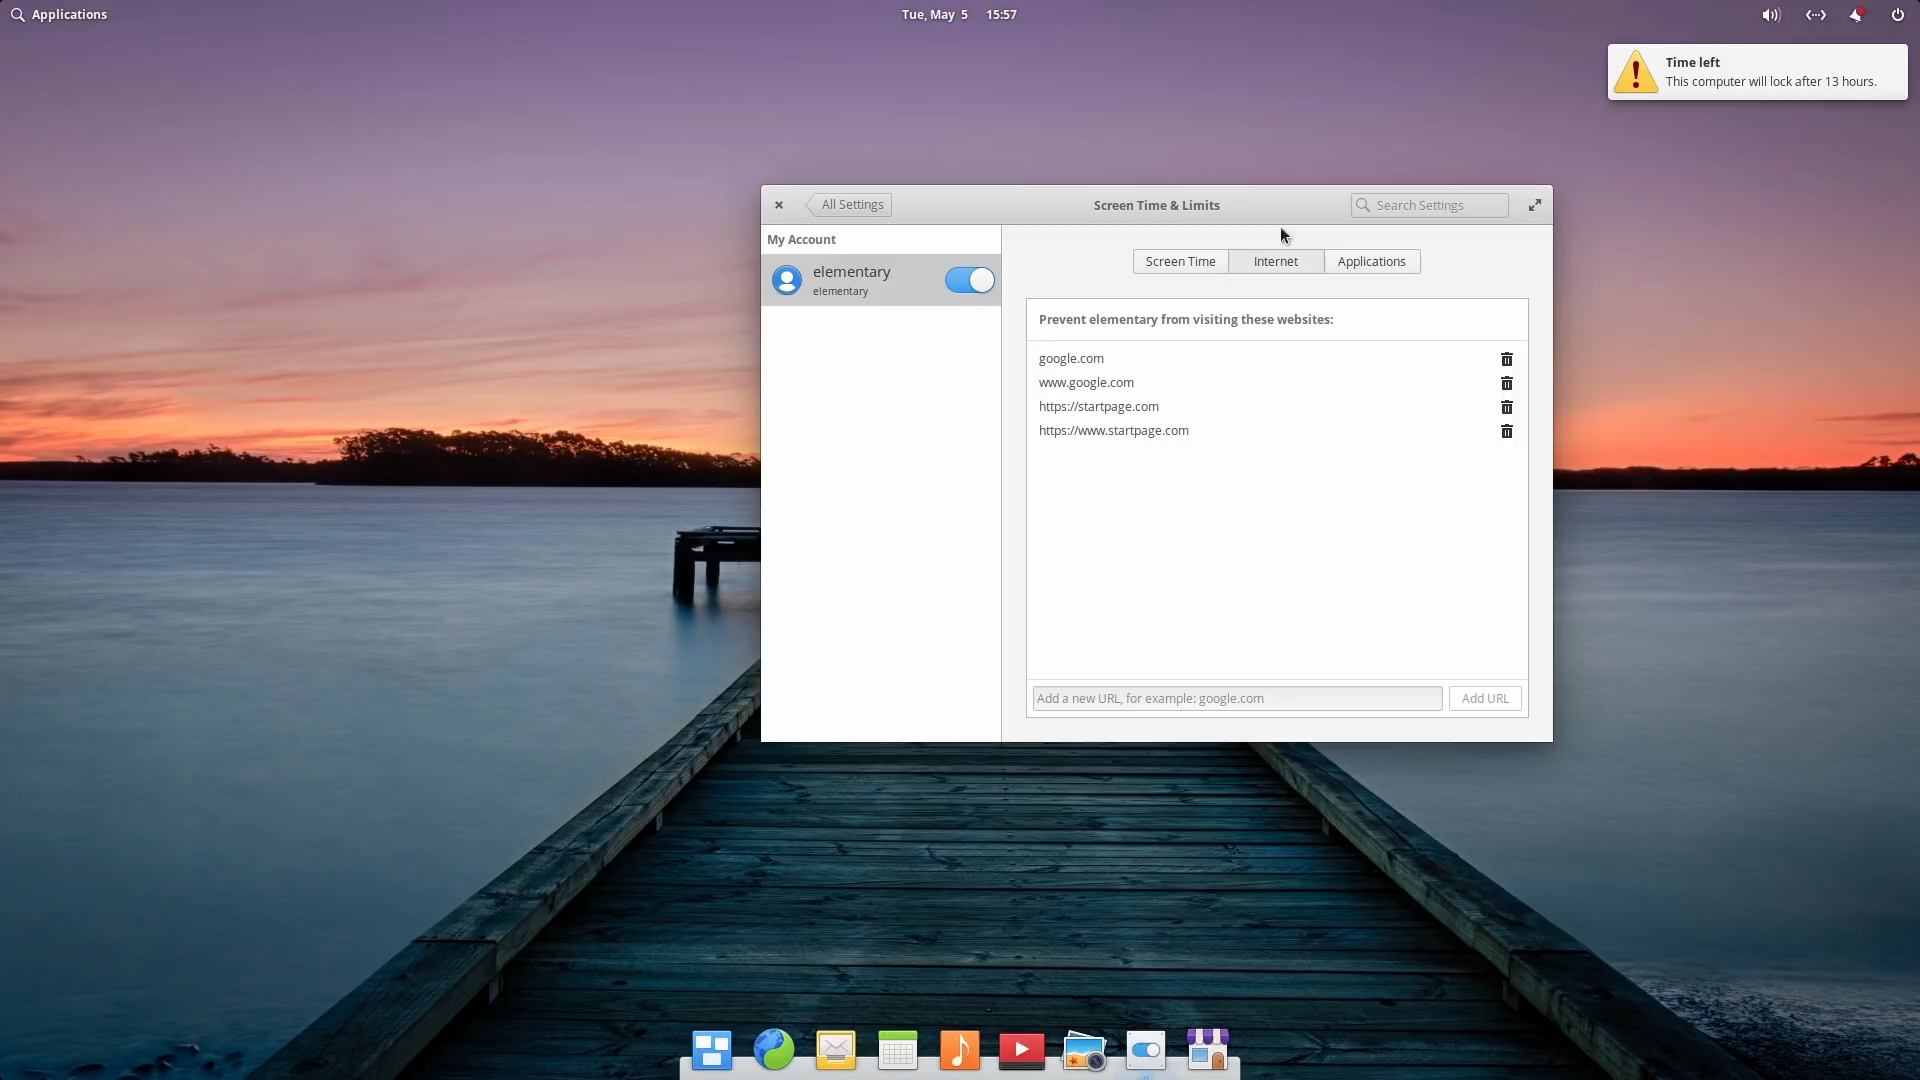 Applications
Tue, May 5 15:57
Time left
This computer will lock after 13 hours.
All Settings
Screen Time & Limits
Search Settings
My Account
elementary
elementary
Screen Time
Internet
Applications
Prevent elementary from visiting these websites:
google.com
www.google.com
https://startpage.com
https://www.startpage.com
Add a new URL, for example: google.com
Add URL